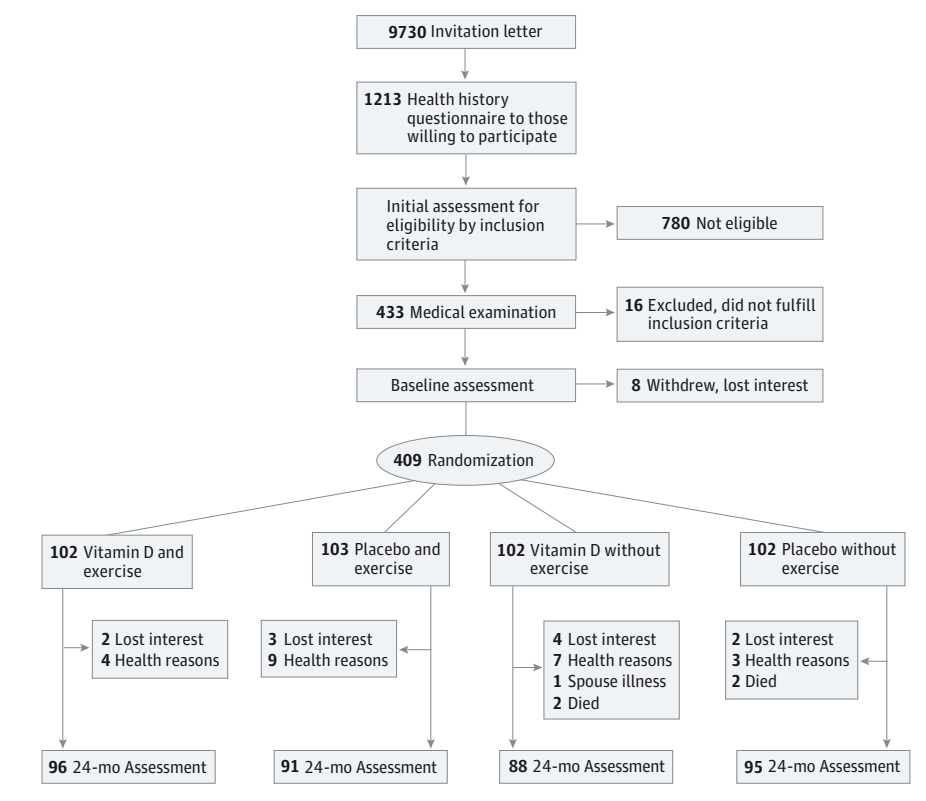 9730 Invitation letter
1213 Health history
questionnaire to those
willing to participate
Initial assessment for
eligibility by inclusion
criteria
780 Not eligible
433 Medical examination
16 Excluded, did not fulfill
inclusion criteria
Baseline assessment
8 Withdrew, lost interest
409 Randomization
102 Vitamin D and
exercise
103 Placebo and
exercise
102 Vitamin D without
exercise
102 Placebo without
exercise
2 Lost interest
4 Health reasons
3 Lost interest
9 Health reasons
4 Lost interest
7 Health reasons
1 Spouse illness
2 Died
2 Lost interest
3 Health reasons
2 Died
96 24-mo Assessment
91 24-mo Assessment
88 24-mo Assessment
95 24-mo Assessment